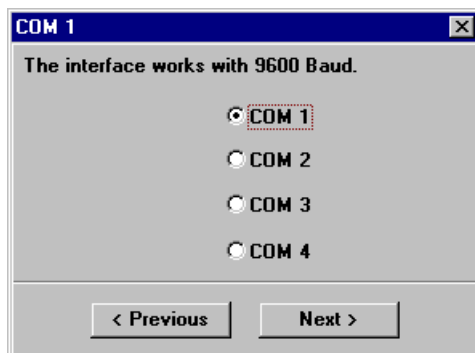 COM 1
The interface works with 9600 Baud.
COM 1
COM 2
COM 3
COM 4
< Previous
Next >